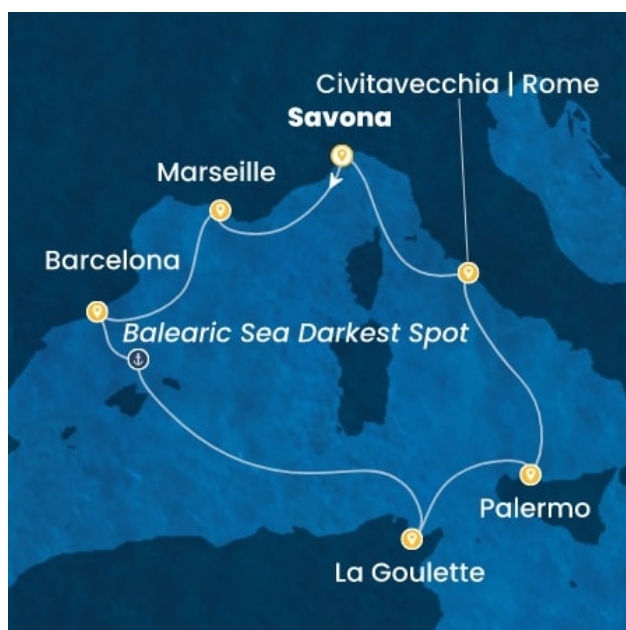 Civitavecchia | Rome
Savona
Marseille
Barcelona
Balearic Sea Darkest Spot
Palermo
La Goulette